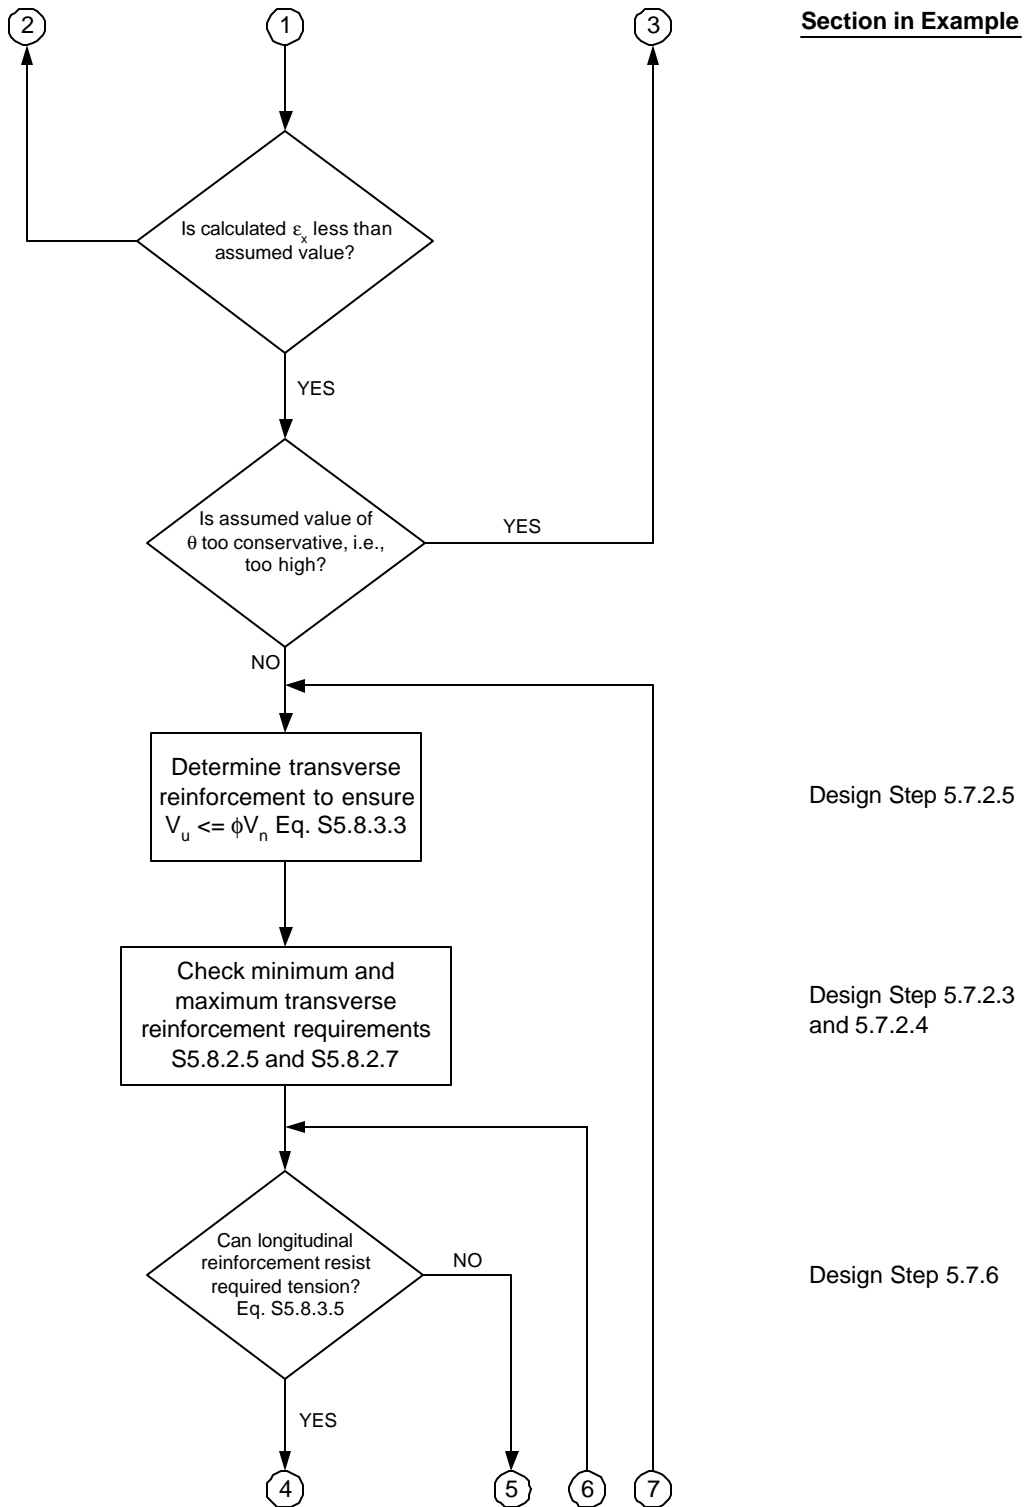 2
1
3
Section in Example
Is calculated εx less than
assumed value?
YES
Is assumed value of
θ too conservative, i.e.,
too high?
YES
NO
Determine transverse
reinforcement to ensure
Vu <= ϕVn Eq. S5.8.3.3
Design Step 5.7.2.5
Check minimum and
maximum transverse
reinforcement requirements
S5.8.2.5 and S5.8.2.7
Design Step 5.7.2.3
and 5.7.2.4
Can longitudinal
reinforcement resist
required tension?
Eq. S5.8.3.5
NO
Design Step 5.7.6
YES
4
5
6
7